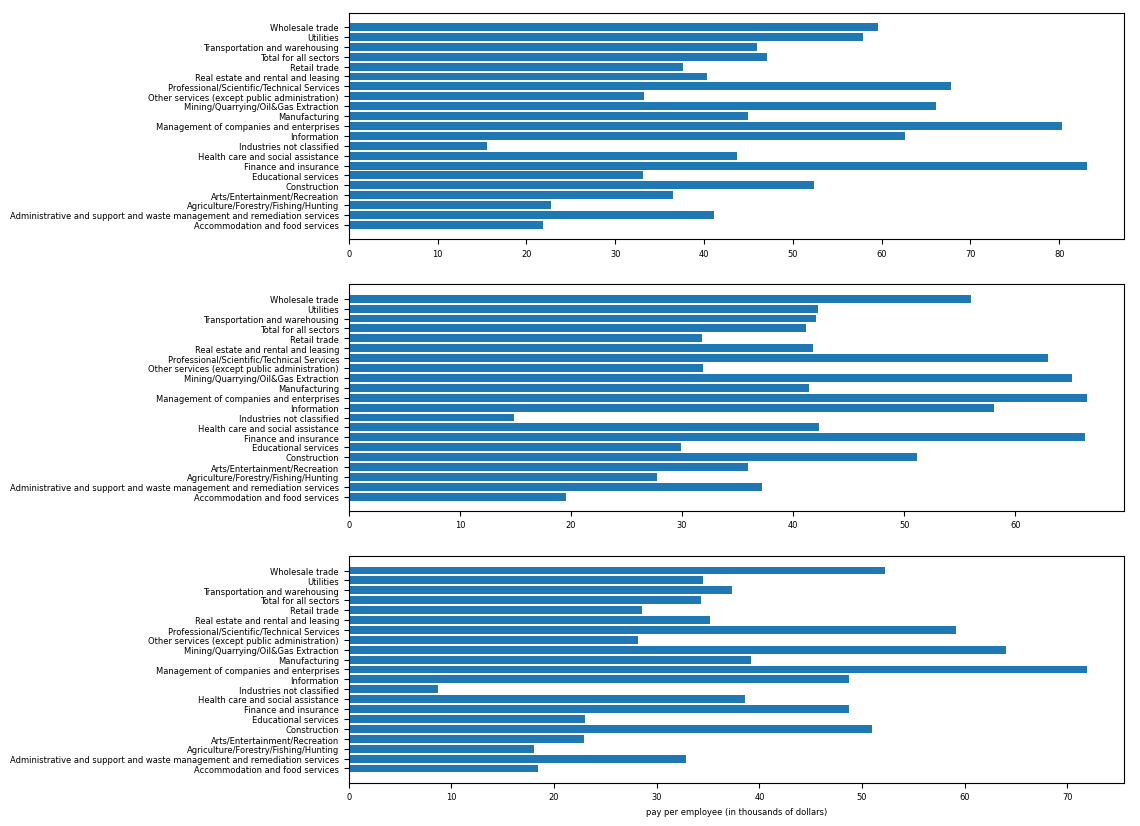 Wholesale trade
Utilities
Transportation and warehousing
Total for all sectors
Retail trade
Real estate and rental and leasing
Professional/Scientific/Technical Services
Other services (except public administration)
Mining/Quarrying/Oil&Gas Extraction
Manufacturing
Management of companies and enterprises
Information
Industries not classified
Health care and social assistance
Finance and insurance
Educational services
Construction
Arts/Entertainment/Recreation
Agriculture/Forestry/Fishing/Hunting
Administrative and support and waste management and remediation services
Accommodation and food services
0 10 20 30 40 50 60 70 80
Wholesale trade
Utilities
Transportation and warehousing
Total for all sectors
Retail trade
Real estate and rental and leasing
Professional/Scientific/Technical Services
Other services (except public administration)
Mining/Quarrying/Oil&Gas Extraction
Manufacturing
Management of companies and enterprises
Information
Industries not classified
Health care and social assistance
Finance and insurance
Educational services
Construction
Arts/Entertainment/Recreation
Agriculture/Forestry/Fishing/Hunting
Administrative and support and waste management and remediation services
Accommodation and food services
0 10 20 30 40 50 60
Wholesale trade
Utilities
Transportation and warehousing
Total for all sectors
Retail trade
Real estate and rental and leasing
Professional/Scientific/Technical Services
Other services (except public administration)
Mining/Quarrying/Oil&Gas Extraction
Manufacturing
Management of companies and enterprises
Information
Industries not classified
Health care and social assistance
Finance and insurance
Educational services
Construction
Arts/Entertainment/Recreation
Agriculture/Forestry/Fishing/Hunting
Administrative and support and waste management and remediation services
Accommodation and food services
0 10 20 30 40 50 60 70
pay per employee (in thousands of dollars)